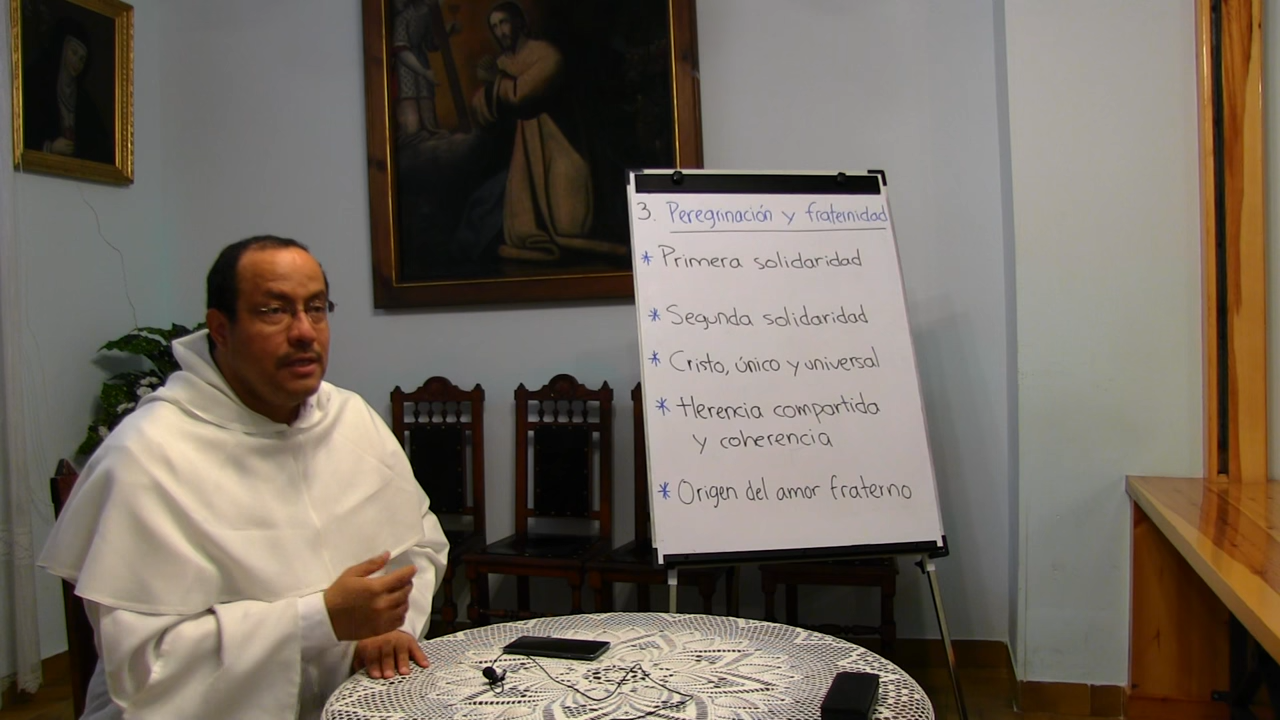 3. Peregrinación y fraternidad
* Primera solidaridad
* Segunda solidaridad
* Cristo, único y universal
* Herencia compartida
y coherencia
* Origen del amor fraterno